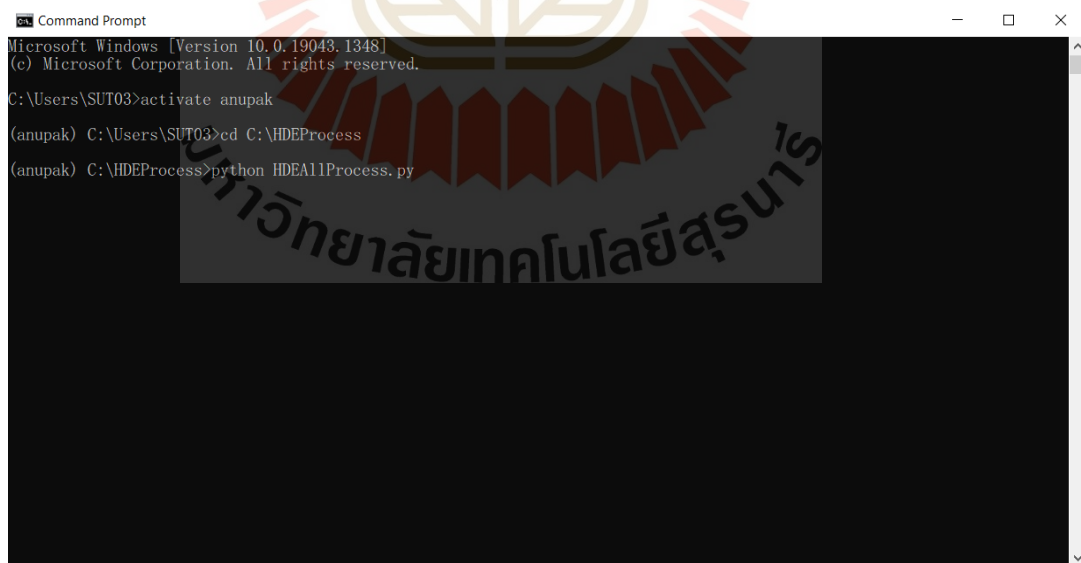 Command Prompt
Microsoft Windows [Version 10.0.19043.1348]
(c) Microsoft Corporation. All rights reserved.
C:\Users\SUT03>activate anupak
(anupak) C:\Users\SUT03>cd C:\HDEProcess
(anupak) C:\HDEProcess>python HDEAllProcess.py
มหาวิทยาลัยเทคโนโลยีสุรนาร